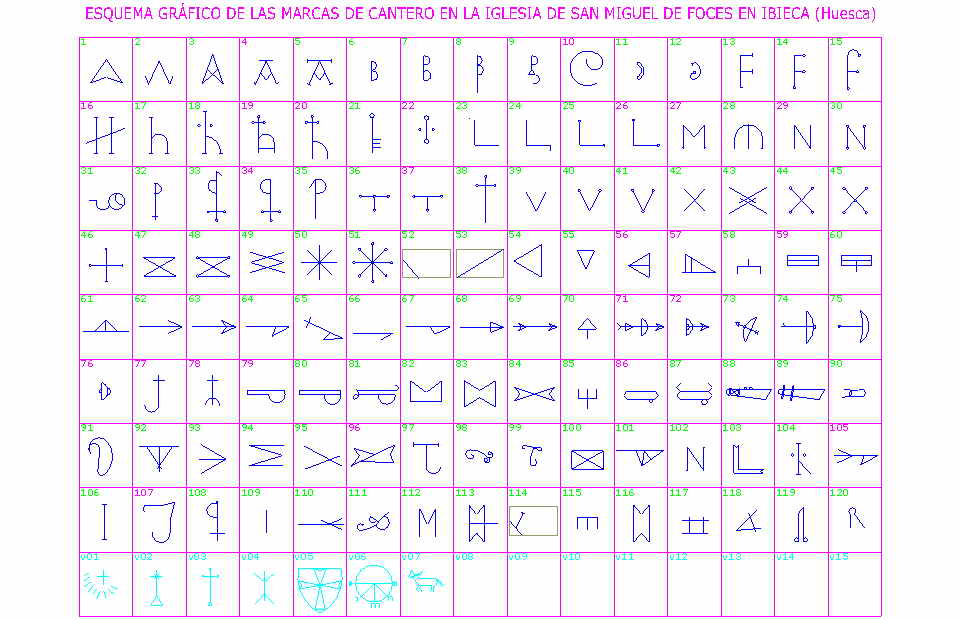 ESQUEMA GRÁFICO DE LAS MARCAS DE CANTERO EN LA IGLESIA DE SAN MIGUEL DE FOCES EN IBIECA (Huesca)
1 2 3 4 5 6 7 8 9 10 11 12 13 14 15
16 17 18 19 20 21 22 23 24 25 26 27 28 29 30
31 32 33 34 35 36 37 38 39 40 41 42 43 44 45
46 47 48 49 50 51 52 53 54 55 56 57 58 59 60
61 62 63 64 65 66 67 68 69 70 71 72 73 74 75
76 77 78 79 80 81 82 83 84 85 86 87 88 89 90
91 92 93 94 95 96 97 98 99 100 101 102 103 104 105
106 107 108 109 110 111 112 113 114 115 116 117 118 119 120
v01 v02 v03 v04 v05 v06 v07 v08 v09 v10 v11 v12 v13 v14 v15